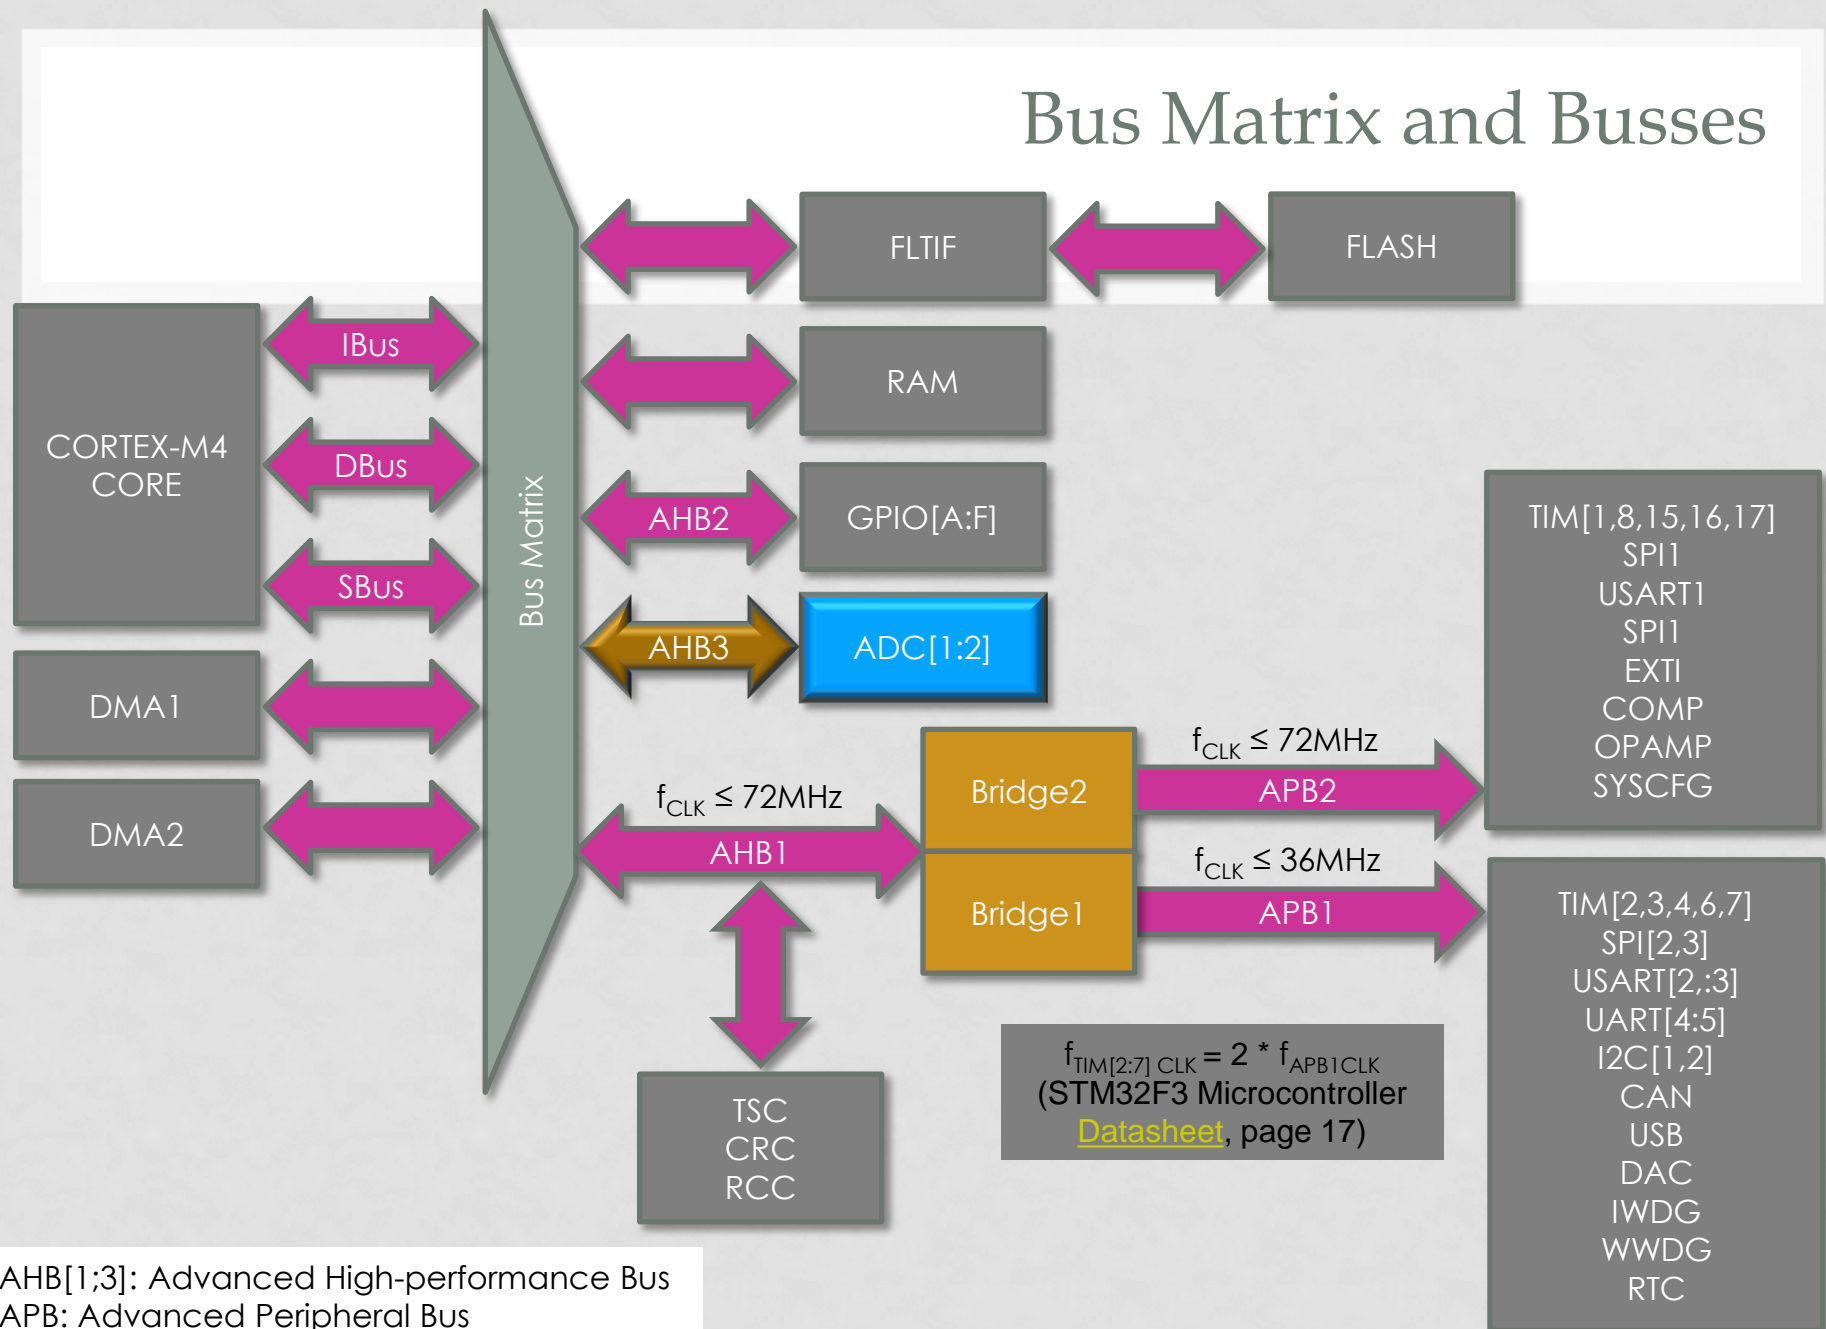 Bus Matrix and Busses
FLTIF
FLASH
IBus
RAM
CORTEX-M4
CORE
DBus
Bus Matrix
AHB2
GPIO[A:F]
SBus
AHB3
ADC[1:2]
DMA1
DMA2
fCLK ≤ 72MHz
AHB1
Bridge2
Bridge1
fCLK ≤ 72MHz
APB2
fCLK ≤ 36MHz
APB1
TIM[1,8,15,16,17]
SPI1
USART1
SPI1
EXTI
COMP
OPAMP
SYSCFG
TIM[2,3,4,6,7]
SPI[2,3]
USART[2,:3]
UART[4:5]
I2C[1,2]
CAN
USB
DAC
IWDG
WWDG
RTC
TSC
CRC
RCC
fTIM[2:7] CLK = 2 * fAPB1CLK
(STM32F3 Microcontroller
Datasheet, page 17)
AHB[1;3]: Advanced High-performance Bus
APB: Advanced Peripheral Bus